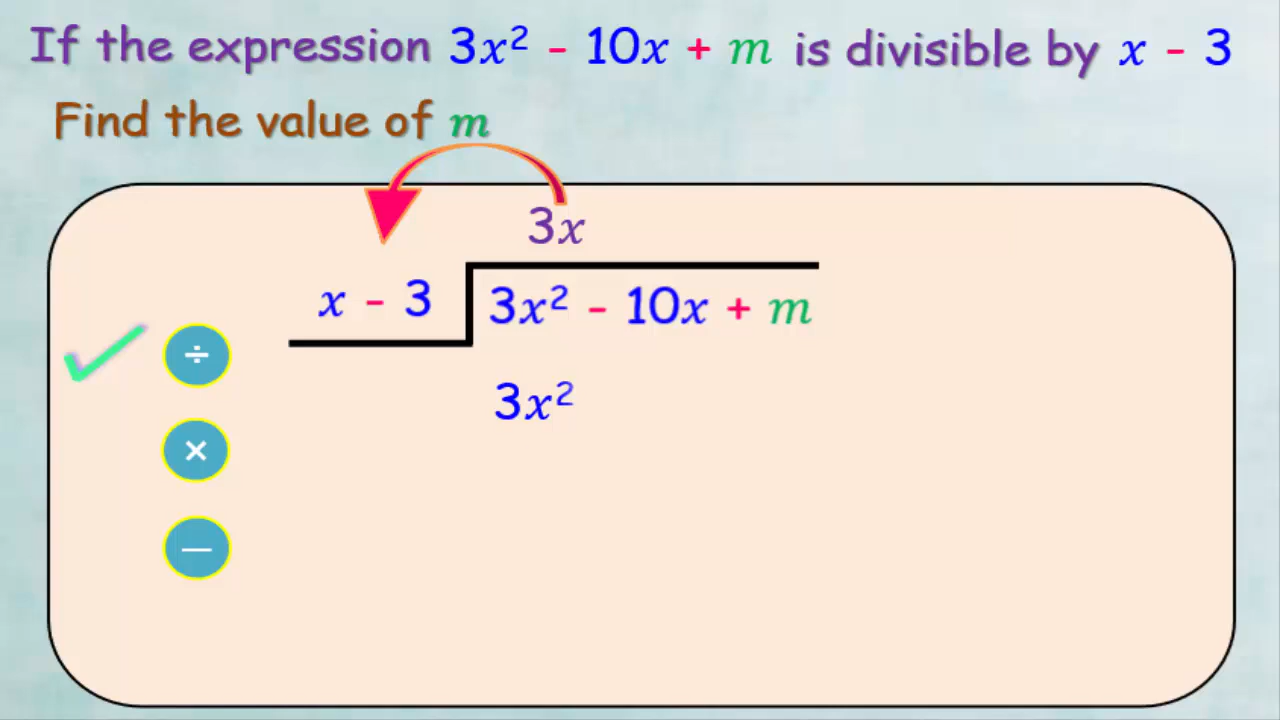 If the expression 3x² - 10x + m is divisible by x - 3
Find the value of m
3x
x - 3 3x² - 10x + m
÷
3x²
×
—